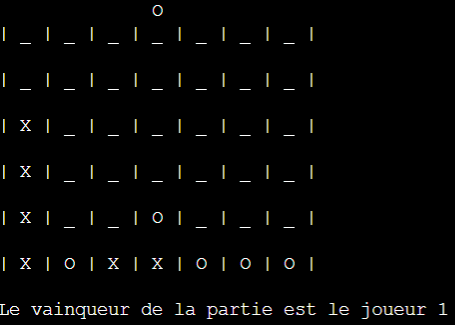 O
| _ | _ | _ | _ | _ | _ | _ |
| _ | _ | _ | _ | _ | _ | _ |
| X | _ | _ | _ | _ | _ | _ |
| X | _ | _ | _ | _ | _ | _ |
| X | _ | _ | O | _ | _ | _ |
| X | O | X | X | O | O | O |
Le vainqueur de la partie est le joueur 1